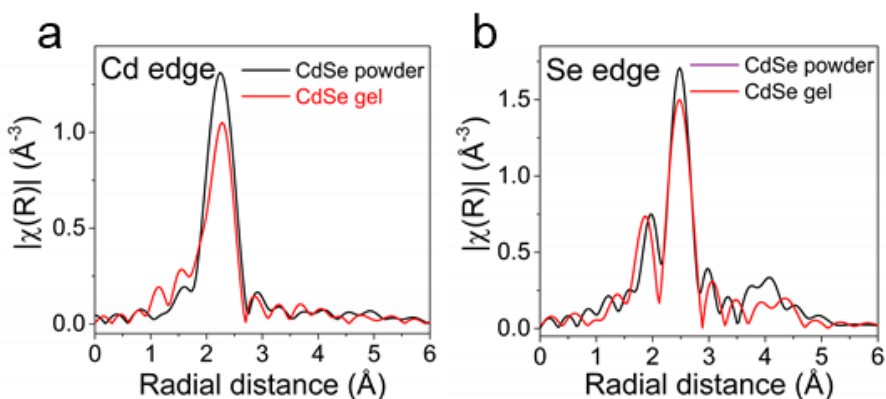 a
Cd edge
CdSe powder
CdSe gel
|χ(R)| (Å⁻³)
1.0
0.5
0.0
0 1 2 3 4 5 6
Radial distance (Å)
b
Se edge
CdSe powder
CdSe gel
|χ(R)| (Å⁻³)
1.5
1.0
0.5
0.0
0 1 2 3 4 5 6
Radial distance (Å)